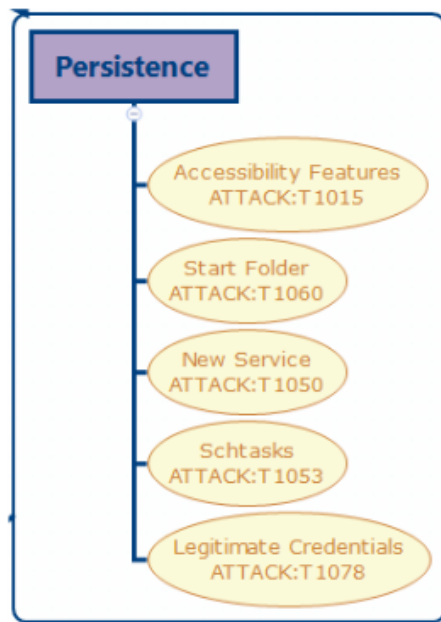 Persistence
Accessibility Features
ATTACK:T1015
Start Folder
ATTACK:T1060
New Service
ATTACK:T1050
Schtasks
ATTACK:T1053
Legitimate Credentials
ATTACK:T1078